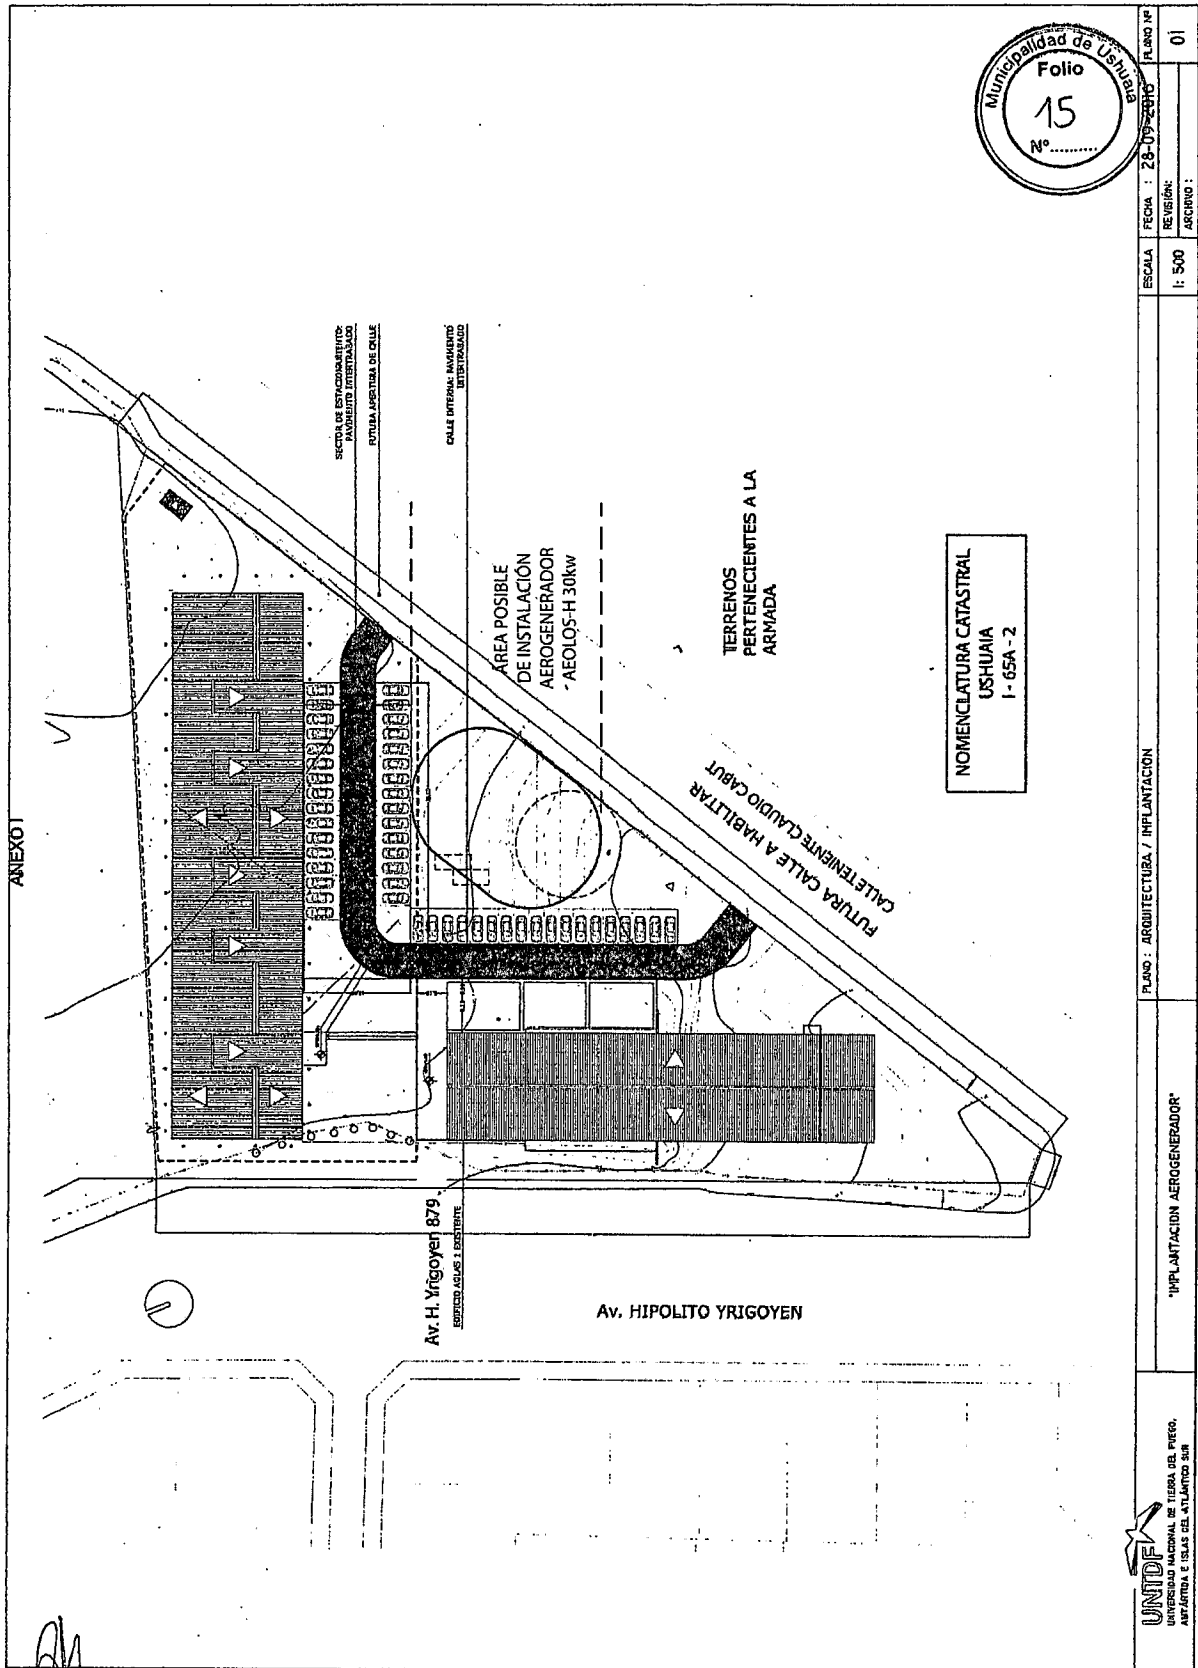 ANEXO I
SECTOR DE ESTACIONAMIENTO:
PAVIMENTO INTERTRABADO
FUTURA APERTURA DE CALLE
CALLE INTERNA: PAVIMENTO
INTERTRABADO
ÁREA POSIBLE
DE INSTALACIÓN
AEROGENERADOR
AEOLOS-H 30kw
TERRENOS
PERTENECIENTES A LA
ARMADA
FUTURA CALLE A HABILITAR
CALLE TENIENTE CLAUDIO CABUT
NOMENCLATURA CATASTRAL
USHUAIA
I - 65A - 2
Av. H. Yrigoyen 879
EDIFICIO AULAS 2 EXISTENTE
Av. HIPOLITO YRIGOYEN
Municipalidad de Ushuaia
Folio
15
Nº..........
UNTDF
UNIVERSIDAD NACIONAL DE TIERRA DEL FUEGO,
ANTÁRTIDA E ISLAS DEL ATLÁNTICO SUR
"IMPLANTACION AEROGENERADOR"
PLANO : ARQUITECTURA / IMPLANTACIÓN
ESCALA
1: 500
FECHA : 28-09-2016
REVISIÓN:
ARCHIVO :
PLANO Nº
01